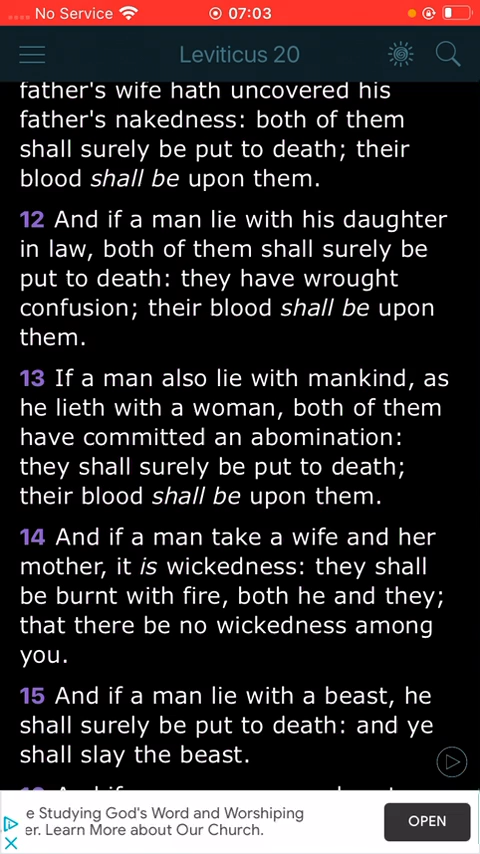 No Service 07:03
Leviticus 20
father's wife hath uncovered his
father's nakedness: both of them
shall surely be put to death; their
blood shall be upon them.
12 And if a man lie with his daughter
in law, both of them shall surely be
put to death: they have wrought
confusion; their blood shall be upon
them.
13 If a man also lie with mankind, as
he lieth with a woman, both of them
have committed an abomination:
they shall surely be put to death;
their blood shall be upon them.
14 And if a man take a wife and her
mother, it is wickedness: they shall
be burnt with fire, both he and they;
that there be no wickedness among
you.
15 And if a man lie with a beast, he
shall surely be put to death: and ye
shall slay the beast.
e Studying God's Word and Worshiping
er. Learn More about Our Church.
OPEN